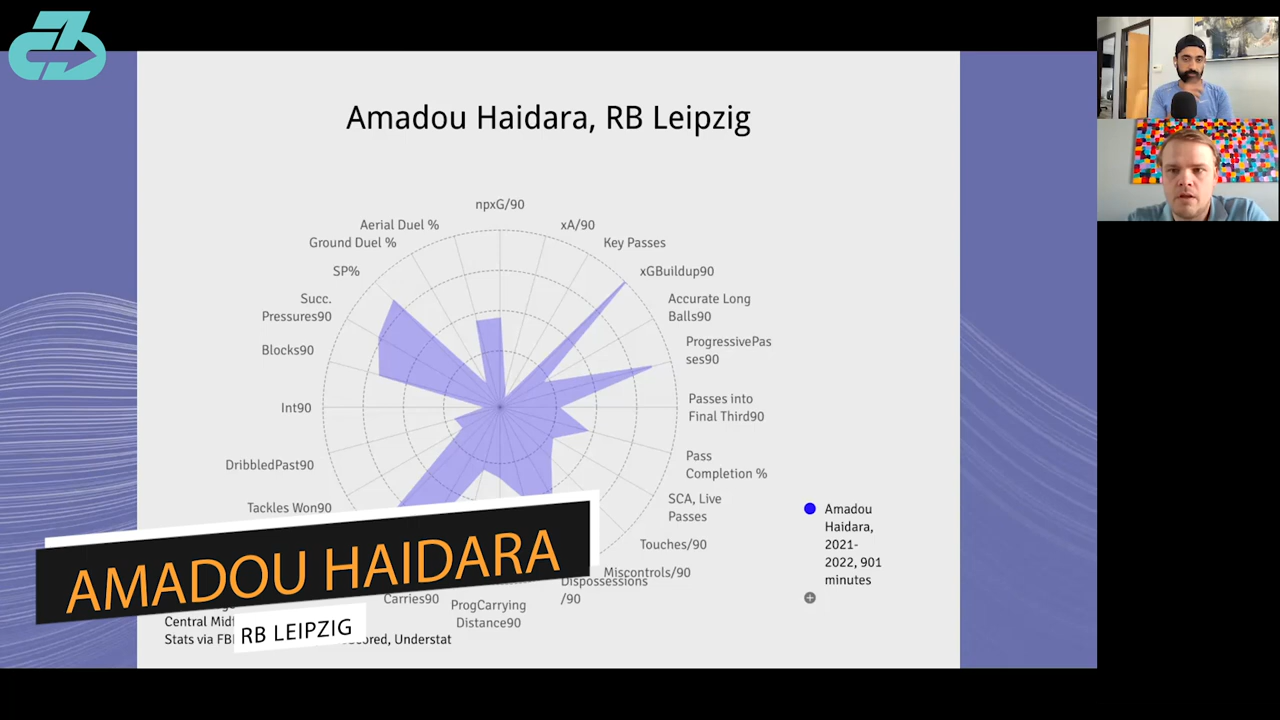 Amadou Haidara, RB Leipzig
npxG/90
Aerial Duel %
xA/90
Ground Duel %
Key Passes
SP%
xGBuildup90
Succ.
Pressures90
Accurate Long
Balls90
Blocks90
ProgressivePas
ses90
Int90
Passes into
Final Third90
DribbledPast90
Pass
Completion %
Tackles Won90
SCA, Live
Passes
Touches/90
Miscontrols/90
Dispossessions
/90
Carries90
ProgCarrying
Distance90
Amadou
Haidara,
2021-
2022, 901
minutes
AMADOU HAIDARA
RB LEIPZIG
Central
Stats via
Understat